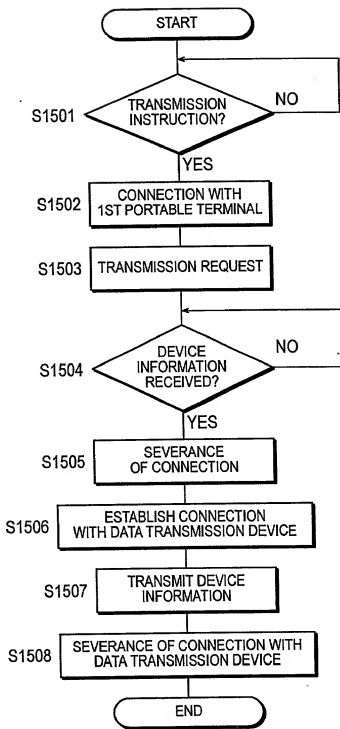 START
S1501
TRANSMISSION
INSTRUCTION?
NO
YES
S1502
CONNECTION WITH
1ST PORTABLE TERMINAL
S1503
TRANSMISSION REQUEST
S1504
DEVICE
INFORMATION
RECEIVED?
NO
YES
S1505
SEVERANCE
OF CONNECTION
S1506
ESTABLISH CONNECTION
WITH DATA TRANSMISSION DEVICE
S1507
TRANSMIT DEVICE
INFORMATION
S1508
SEVERANCE OF CONNECTION WITH
DATA TRANSMISSION DEVICE
END